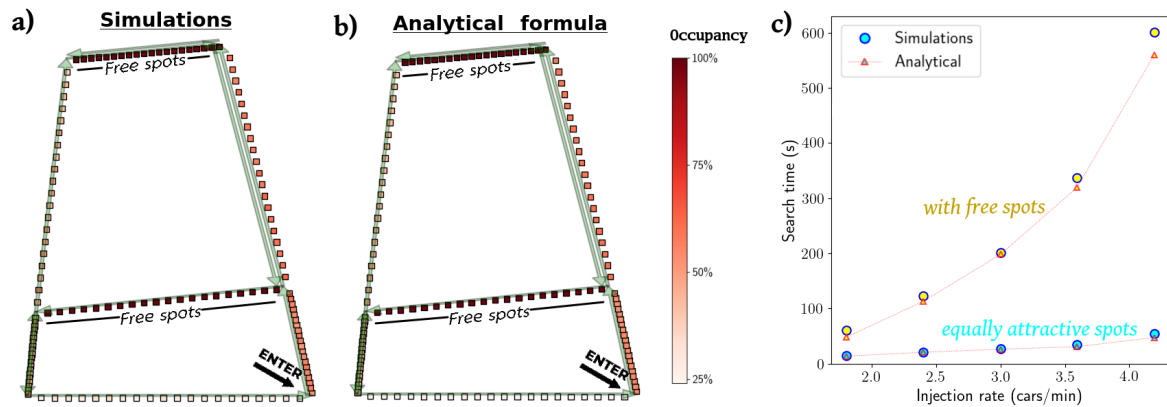 a)
Simulations
Free spots
Free spots
ENTER
b)
Analytical formula
Free spots
Free spots
ENTER
Occupancy
100%
75%
50%
25%
c)
Simulations
Analytical
with free spots
equally attractive spots
Search time (s)
600
500
400
300
200
100
0
2.0 2.5 3.0 3.5 4.0
Injection rate (cars/min)